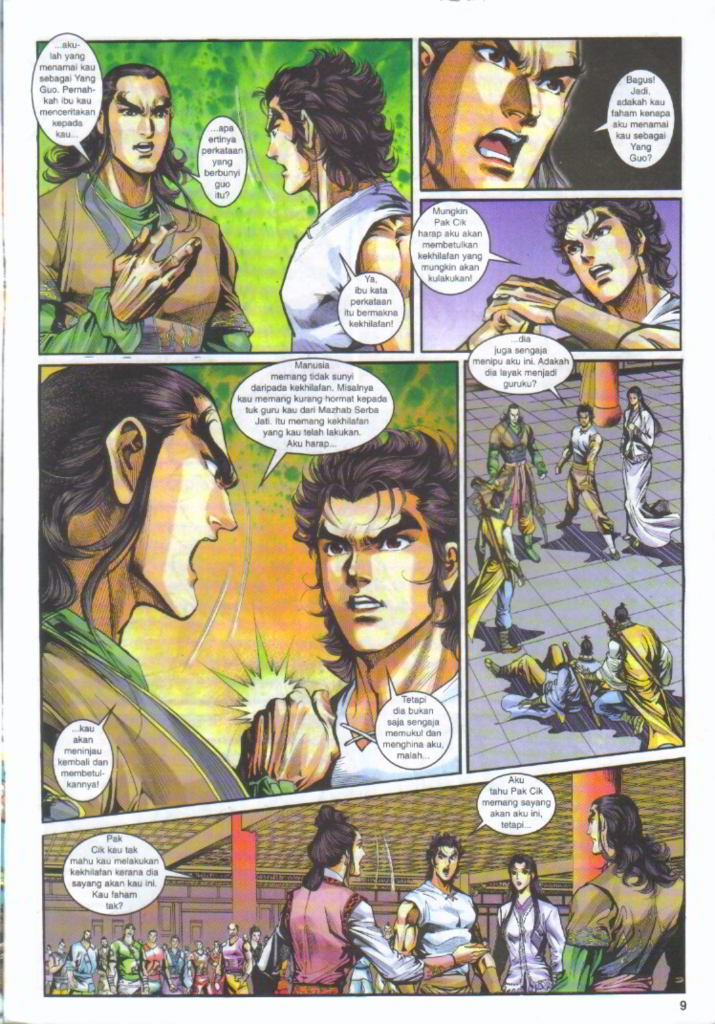 ...aku-
lah yang
menamai kau
sebagai Yang
Guo. Pernah-
kah ibu kau
menceritakan
kepada
kau...
...apa
ertinya
perkataan
yang
berbunyi
guo
itu?
Ya,
ibu kata
perkataan
itu bermakna
kekhilafan!
Bagus!
Jadi,
adakah kau
faham kenapa
aku menamai
kau sebagai
Yang
Guo?
Mungkin
Pak Cik
harap aku akan
membetulkan
kekhilafan yang
mungkin akan
kulakukan!
Manusia
memang tidak sunyi
daripada kekhilafan. Misalnya
kau memang kurang hormat kepada
tuk guru kau dari Mazhab Serba
Jati. Itu memang kekhilafan
yang kau telah lakukan.
Aku harap...
...kau
akan
meninjau
kembali dan
membetul-
kannya!
Tetapi
dia bukan
saja sengaja
memukul dan
menghina aku,
malah...
...dia
juga sengaja
menipu aku ini. Adakah
dia layak menjadi
guruku?
Pak
Cik kau tak
mahu kau melakukan
kekhilafan kerana dia
sayang akan kau ini.
Kau faham
tak?
Aku
tahu Pak Cik
memang sayang
akan aku ini,
tetapi...
9